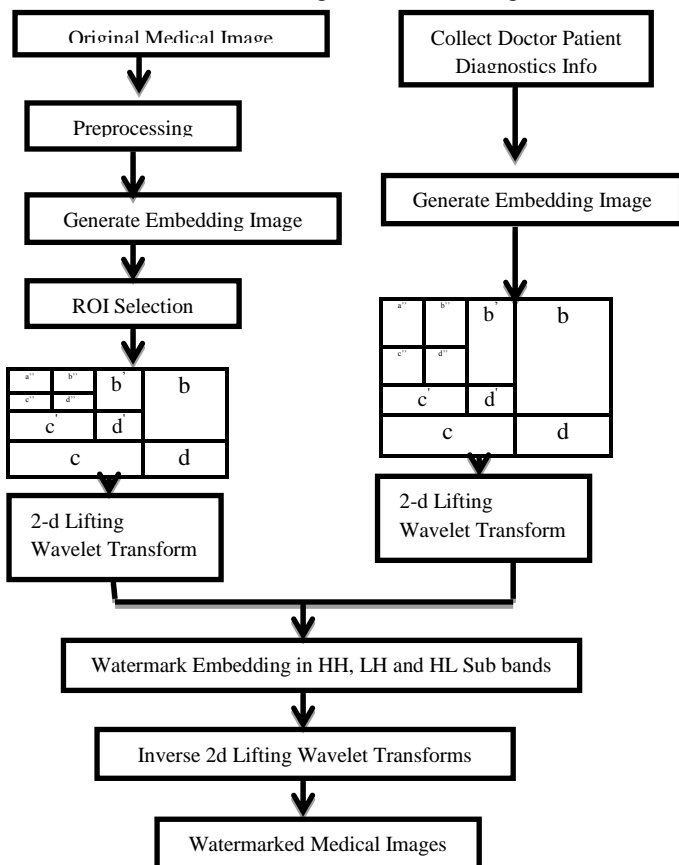 Original Medical Image
Collect Doctor Patient
Diagnostics Info
Preprocessing
Generate Embedding Image
Generate Embedding Image
ROI Selection
a'' b'' b' b
c'' d''
c' d'
c d
a'' b'' b' b
c'' d''
c' d'
c d
2-d Lifting
Wavelet Transform
2-d Lifting
Wavelet Transform
Watermark Embedding in HH, LH and HL Sub bands
Inverse 2d Lifting Wavelet Transforms
Watermarked Medical Images